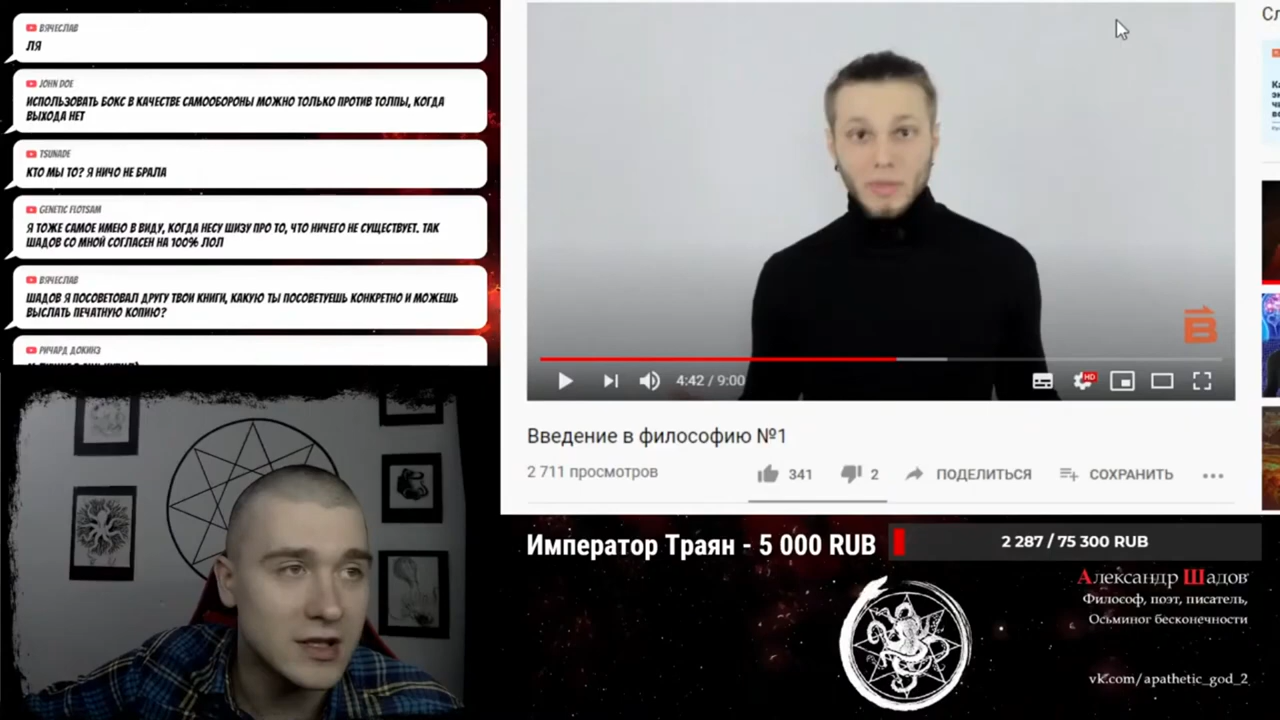 ВЯЧЕСЛАВ
ЛЯ
JOHN DOE
ИСПОЛЬЗОВАТЬ БОКС В КАЧЕСТВЕ САМООБОРОНЫ МОЖНО ТОЛЬКО ПРОТИВ ТОЛПЫ, КОГДА
ВЫХОДА НЕТ
TSUNADE
КТО МЫ ТО? Я НИЧО НЕ БРАЛА
GENETIC FLOTSAM
Я ТОЖЕ САМОЕ ИМЕЮ В ВИДУ, КОГДА НЕСУ ШИЗУ ПРО ТО, ЧТО НИЧЕГО НЕ СУЩЕСТВУЕТ. ТАК
ШАДОВ СО МНОЙ СОГЛАСЕН НА 100% ЛОЛ
ВЯЧЕСЛАВ
ШАДОВ Я ПОСОВЕТОВАЛ ДРУГУ ТВОИ КНИГИ, КАКУЮ ТЫ ПОСОВЕТУЕШЬ КОНКРЕТНО И МОЖЕШЬ
ВЫСЛАТЬ ПЕЧАТНУЮ КОПИЮ?
РИЧАРД ДОКИНЗ
4:42 / 9:00
HD
B
Введение в философию №1
2 711 просмотров
341
2
ПОДЕЛИТЬСЯ
СОХРАНИТЬ
Император Траян - 5 000 RUB
2 287 / 75 300 RUB
Александр Шадов
Философ, поэт, писатель,
Осьминог бесконечности
vk.com/apathetic_god_2